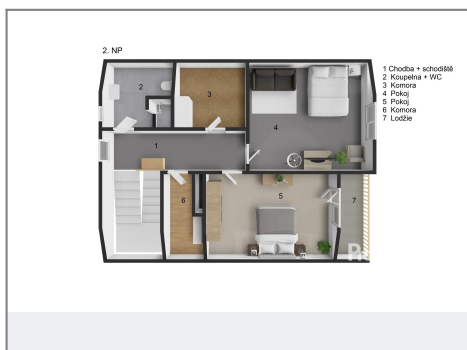 2. NP
1 Chodba + schodiště
2 Koupelna + WC
3 Komora
4 Pokoj
5 Pokoj
6 Komora
7 Lodžie
2
3
4
1
6
5
7